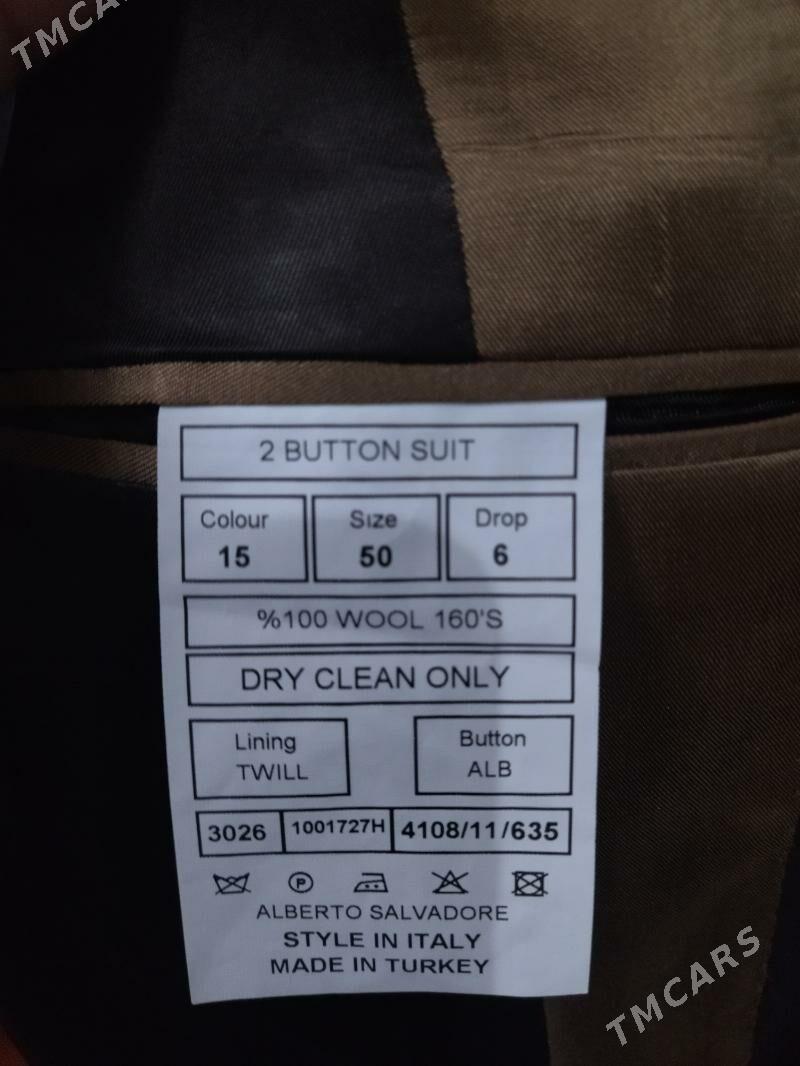 TMCARS
2 BUTTON SUIT
Colour Size Drop
15 50 6
%100 WOOL 160'S
DRY CLEAN ONLY
Lining Button
TWILL ALB
3026 1001727H 4108/11/635
P
ALBERTO SALVADORE
STYLE IN ITALY
MADE IN TURKEY
TMCARS